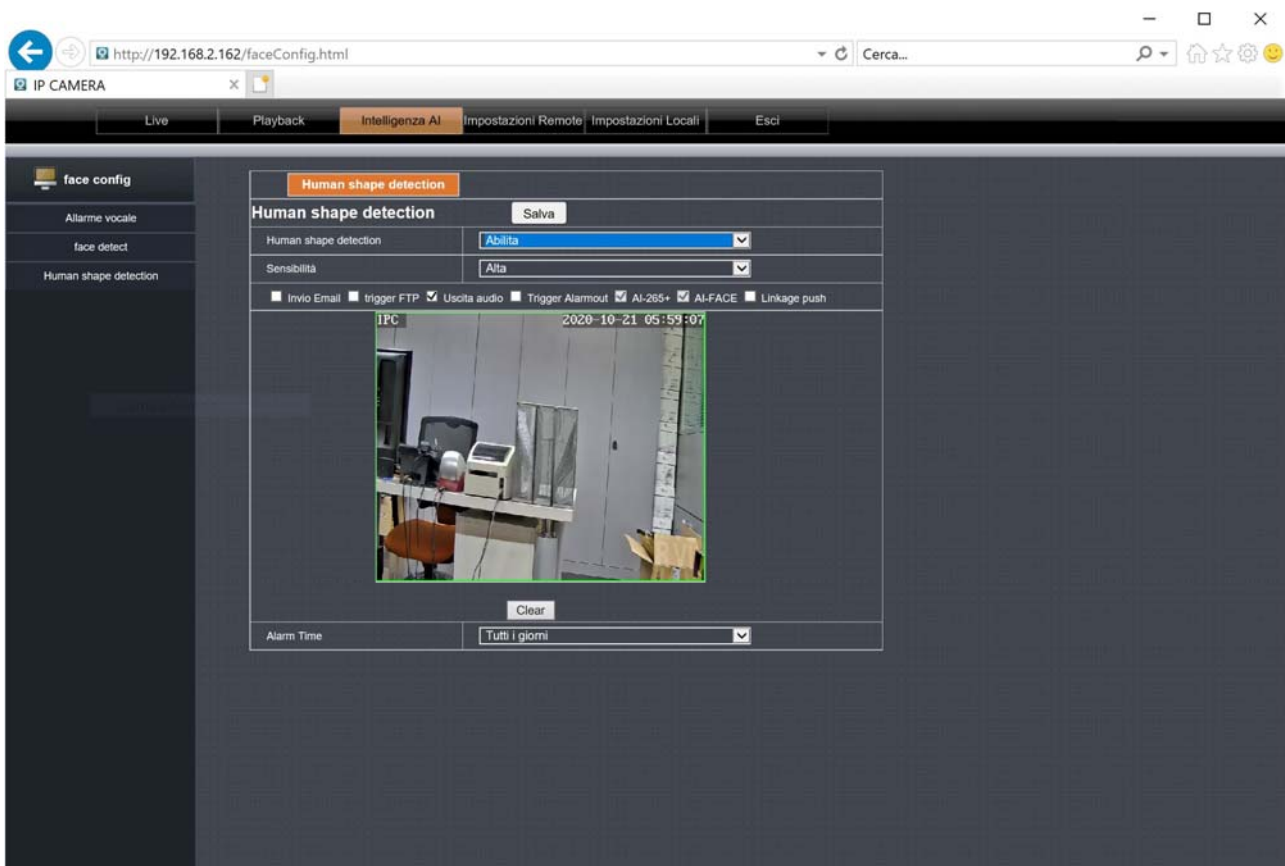 http://192.168.2.162/faceConfig.html
Cerca...
IP CAMERA
Live
Playback
Intelligenza AI
Impostazioni Remote
Impostazioni Locali
Esci
face config
Allarme vocale
face detect
Human shape detection
Human shape detection
Human shape detection
Salva
Human shape detection
Abilita
Sensibilità
Alta
Invio Email
trigger FTP
Uscita audio
Trigger Alarmout
AI-265+
AI-FACE
Linkage push
IPC
2020-10-21 05:59:07
Clear
Alarm Time
Tutti i giorni